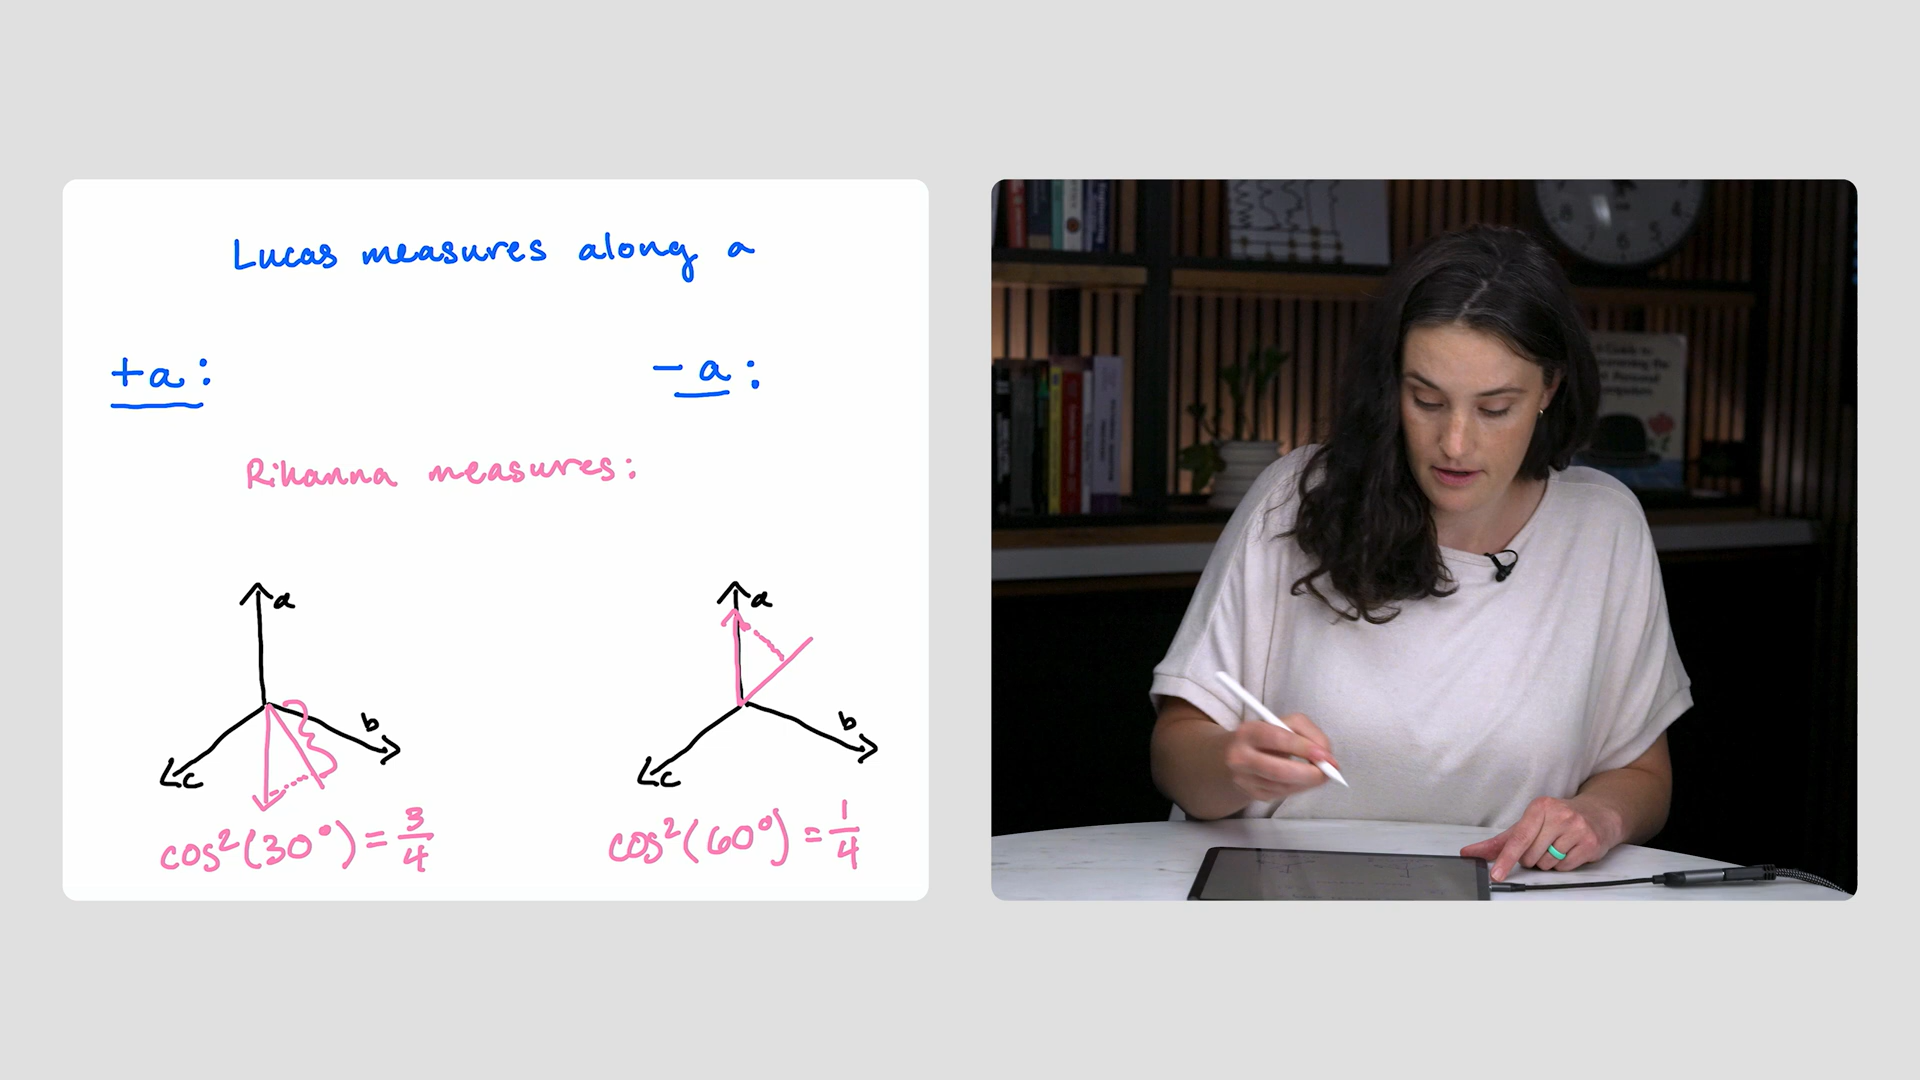 Lucas measures along a
+a: -a:
Rihanna measures:
a a
b b
c c
cos²(30°) = 3/4 cos²(60°) = 1/4